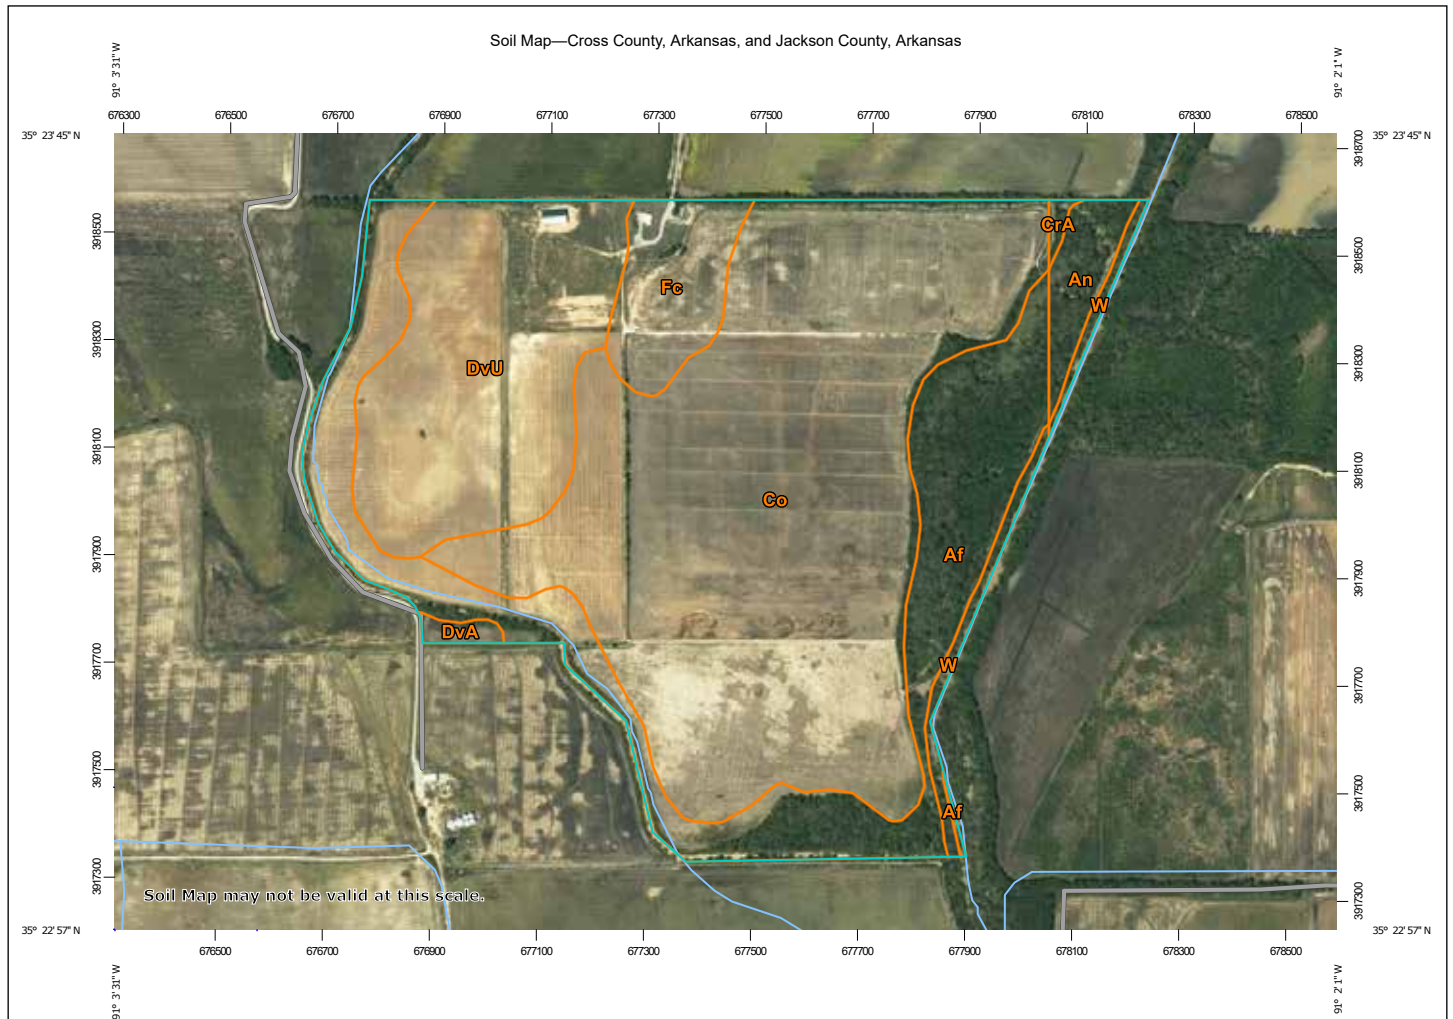 Soil Map—Cross County, Arkansas, and Jackson County, Arkansas
91° 3' 31" W
91° 2' 1" W
676300 676500 676700 676900 677100 677300 677500 677700 677900 678100 678300 678500
35° 23' 45" N
35° 23' 45" N
3918700
3918500
3918500
3918300
3918300
3918100
3918100
3917900
3917900
3917700
3917700
3917500
3917500
3917300
3917300
CrA
An
Fc
W
DvU
Co
Af
DvA
W
Af
Soil Map may not be valid at this scale.
35° 22' 57" N
35° 22' 57" N
676500 676700 676900 677100 677300 677500 677700 677900 678100 678300 678500
91° 3' 31" W
91° 2' 1" W